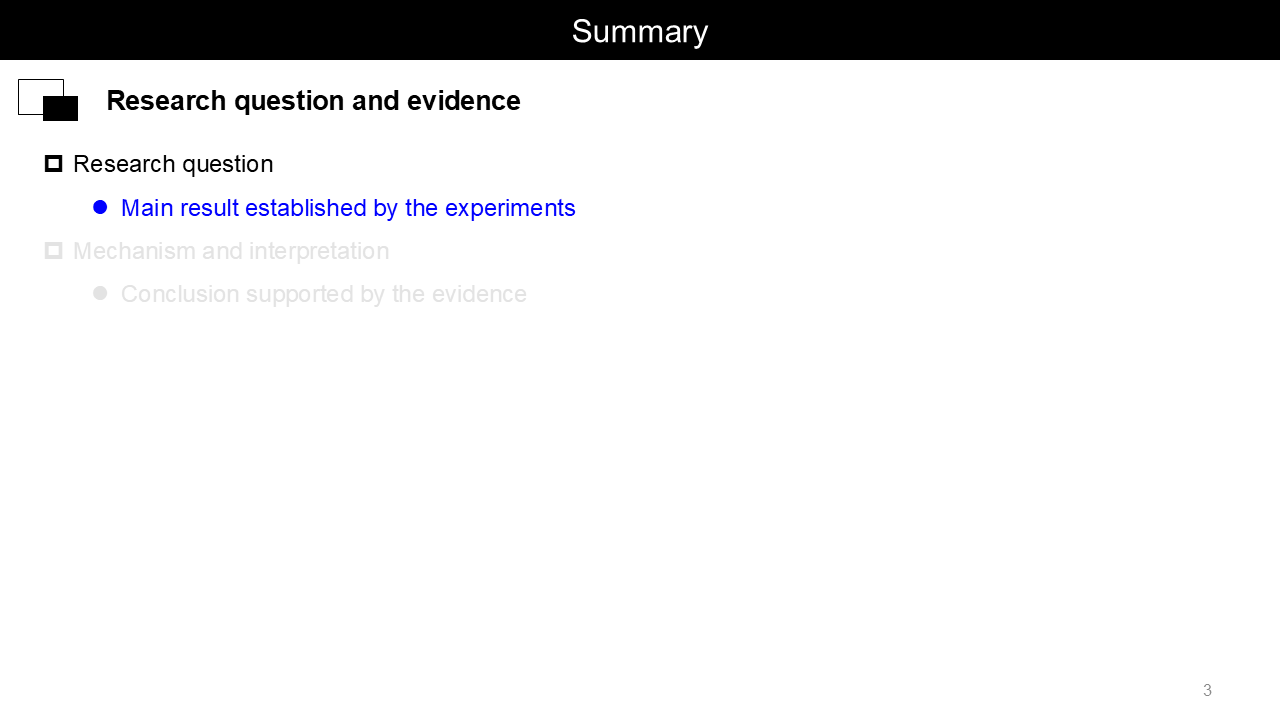 Summary
Research question and evidence
Research question
Main result established by the experiments
Mechanism and interpretation
Conclusion supported by the evidence
3